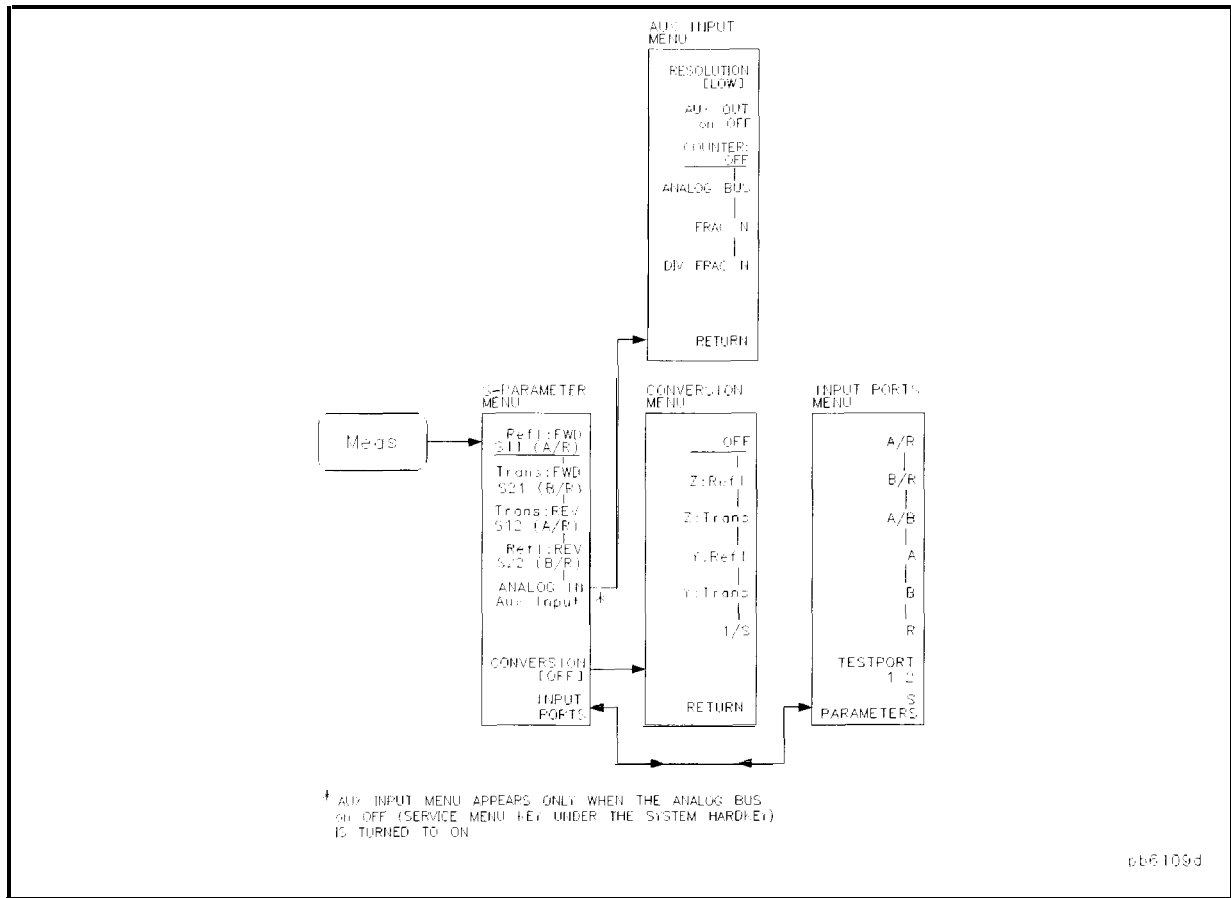 AUX INPUT
MENU
RESOLUTION
[LOW]
AUX OUT
on OFF
COUNTER:
OFF
ANALOG BUS
FRAC N
DIV FRAC N
RETURN
Meas
S-PARAMETER
MENU
Refl:FWD
S11 (A/R)
Trans:FWD
S21 (B/R)
Trans:REV
S12 (A/R)
Refl:REV
S22 (B/R)
ANALOG IN
Aux Input *
CONVERSION
[OFF]
INPUT
PORTS
CONVERSION
MENU
OFF
Z:Refl
Z:Trans
Y:Refl
Y:Trans
1/S
RETURN
INPUT PORTS
MENU
A/R
B/R
A/B
A
B
R
TESTPORT
1 2
S
PARAMETERS
* AUX INPUT MENU APPEARS ONLY WHEN THE ANALOG BUS
on OFF (SERVICE MENU KEY UNDER THE SYSTEM HARDKEY)
IS TURNED TO ON
pb6109d